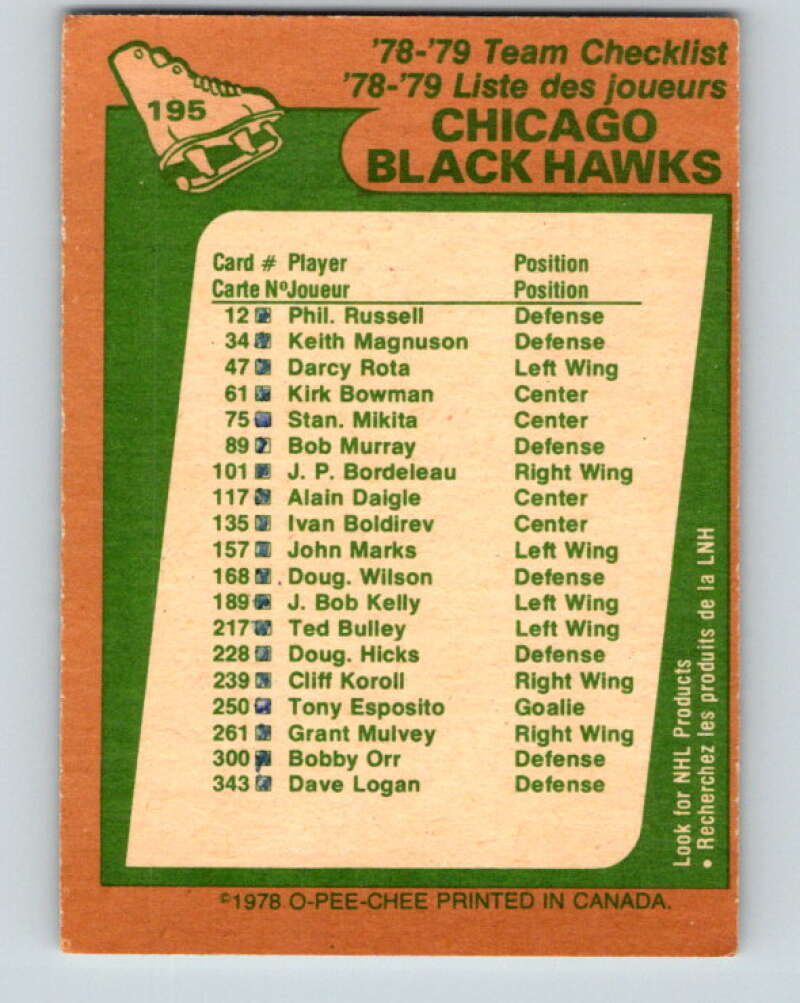 195
'78-'79 Team Checklist
'78-'79 Liste des joueurs
CHICAGO
BLACK HAWKS
Card # Player Position
Carte Nº Joueur Position
12 Phil. Russell Defense
34 Keith Magnuson Defense
47 Darcy Rota Left Wing
61 Kirk Bowman Center
75 Stan. Mikita Center
89 Bob Murray Defense
101 J. P. Bordeleau Right Wing
117 Alain Daigle Center
135 Ivan Boldirev Center
157 John Marks Left Wing
168 Doug. Wilson Defense
189 J. Bob Kelly Left Wing
217 Ted Bulley Left Wing
228 Doug. Hicks Defense
239 Cliff Koroll Right Wing
250 Tony Esposito Goalie
261 Grant Mulvey Right Wing
300 Bobby Orr Defense
343 Dave Logan Defense
Look for NHL Products
• Recherchez les produits de la LNH
©1978 O-PEE-CHEE PRINTED IN CANADA.